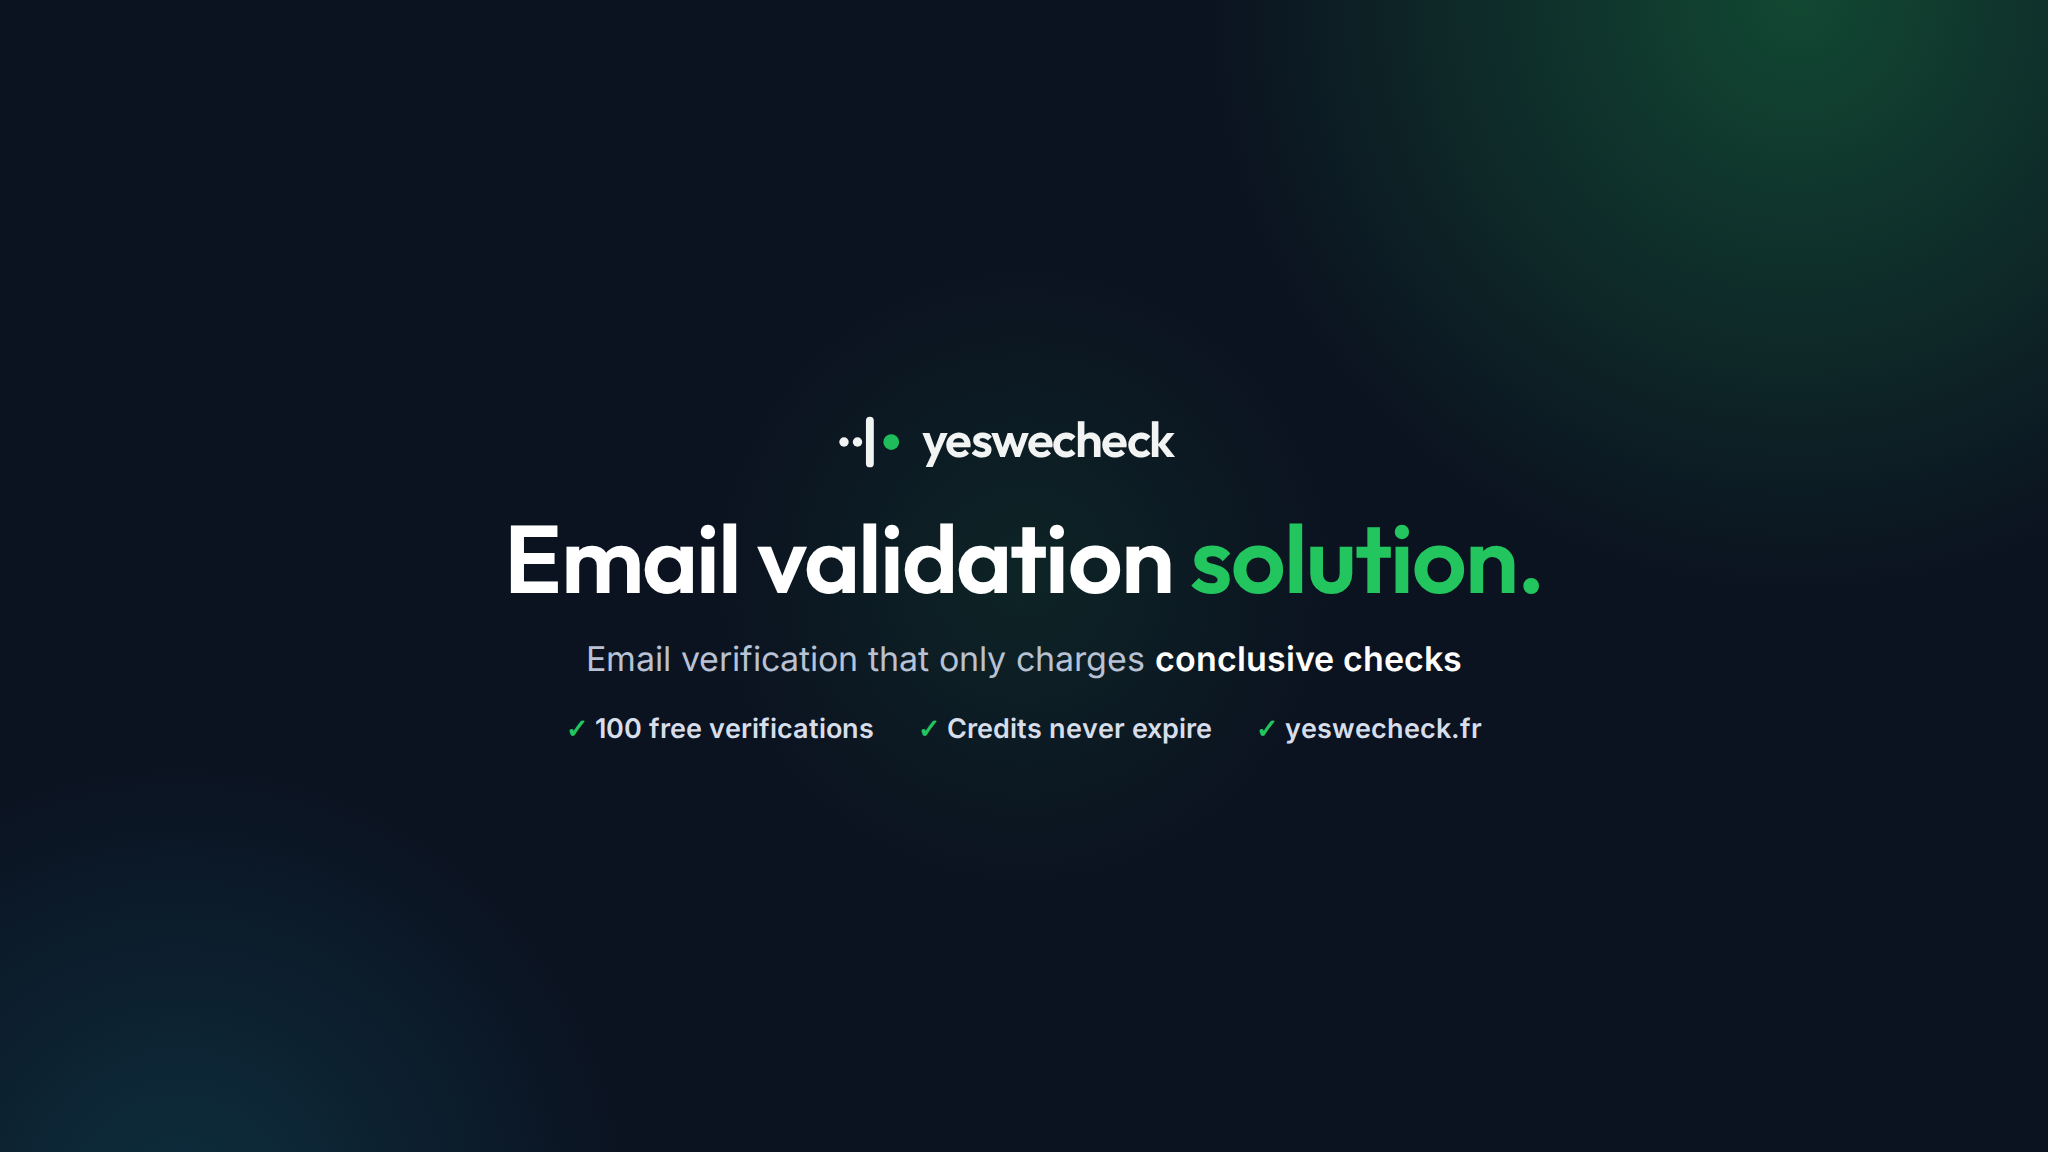 yeswecheck
Email validation solution.
Email verification that only charges conclusive checks
✓ 100 free verifications ✓ Credits never expire ✓ yeswecheck.fr